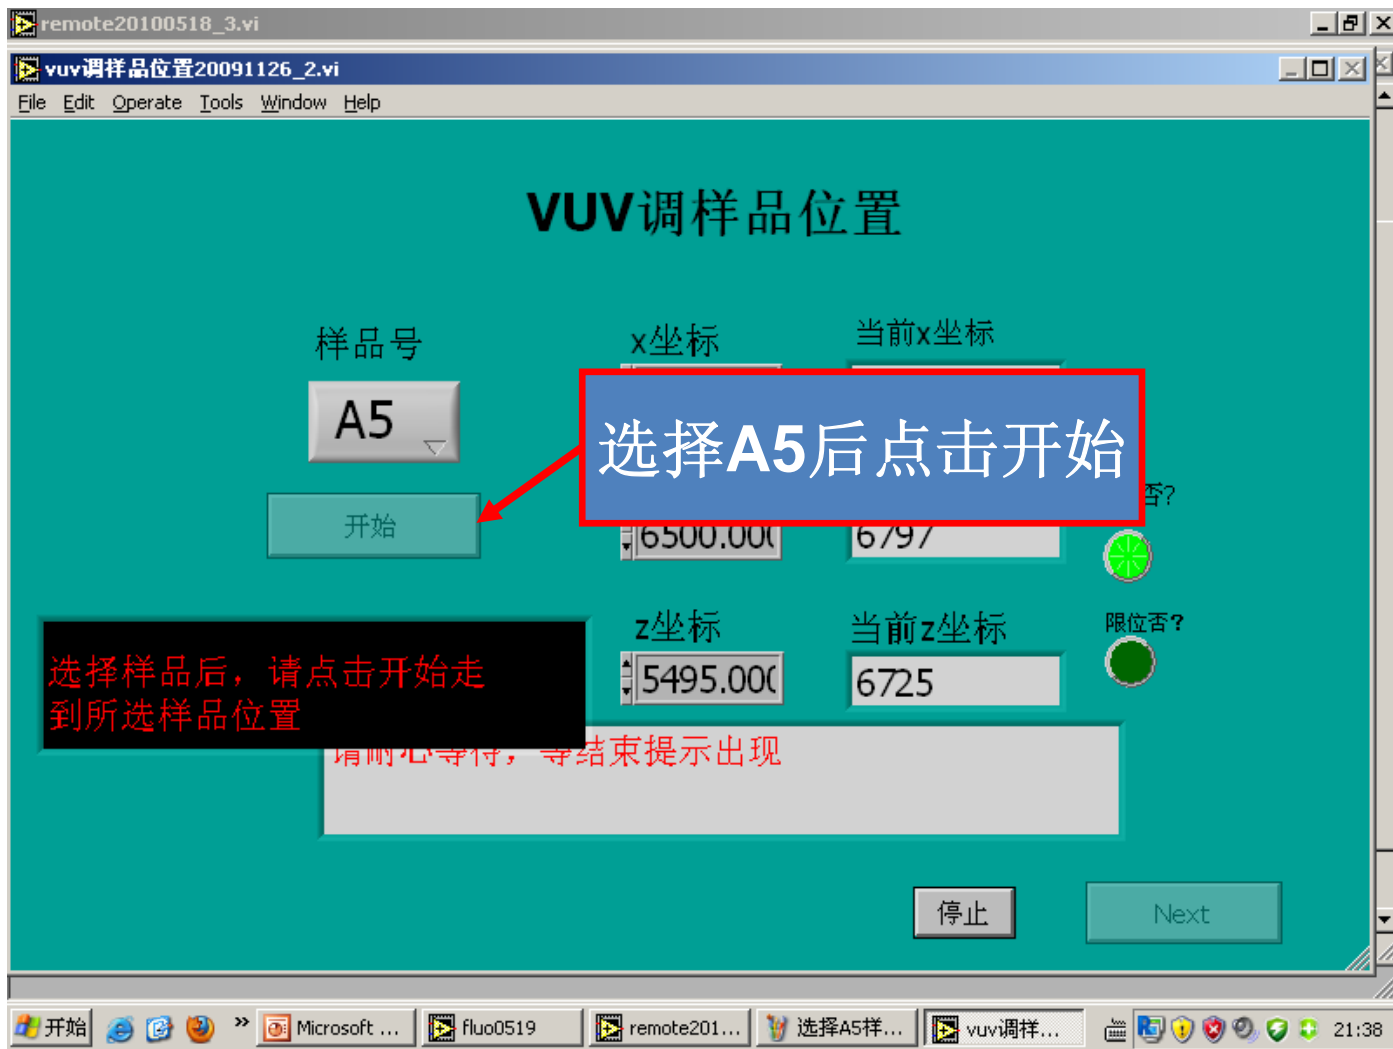 remote20100518_3.vi
vuv调样品位置20091126_2.vi
File Edit Operate Tools Window Help
VUV调样品位置
样品号
x坐标
当前x坐标
A5
选择A5后点击开始
否?
开始
6500.00(
6797
z坐标
当前z坐标
限位否?
选择样品后，请点击开始走
到所选样品位置
5495.00(
6725
请耐心等待，等结束提示出现
停止
Next
开始
»
Microsoft ...
fluo0519
remote201...
选择A5样...
vuv调样...
21:38